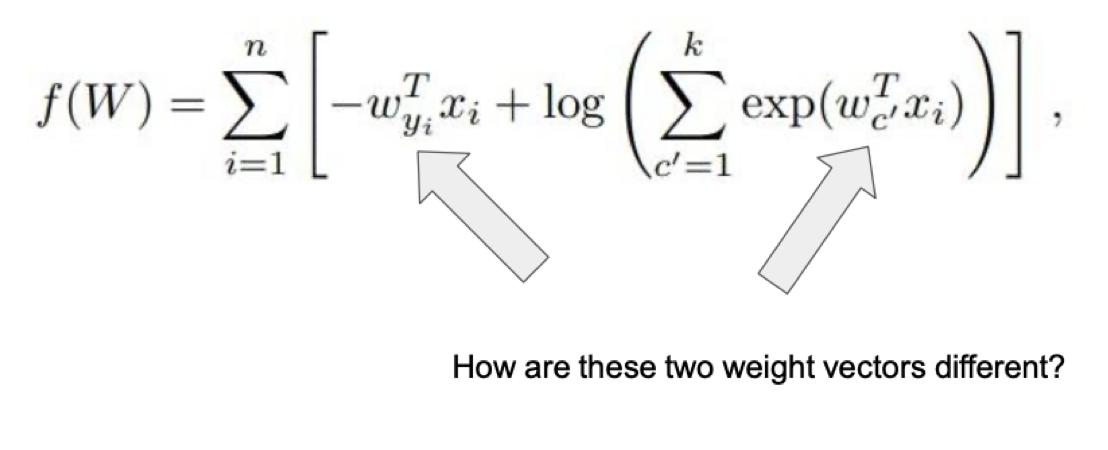 f(W) = \sum_{i=1}^{n} \left[ -w_{y_i}^T x_i + \log \left( \sum_{c'=1}^{k} \exp(w_{c'}^T x_i) \right) \right],
How are these two weight vectors different?